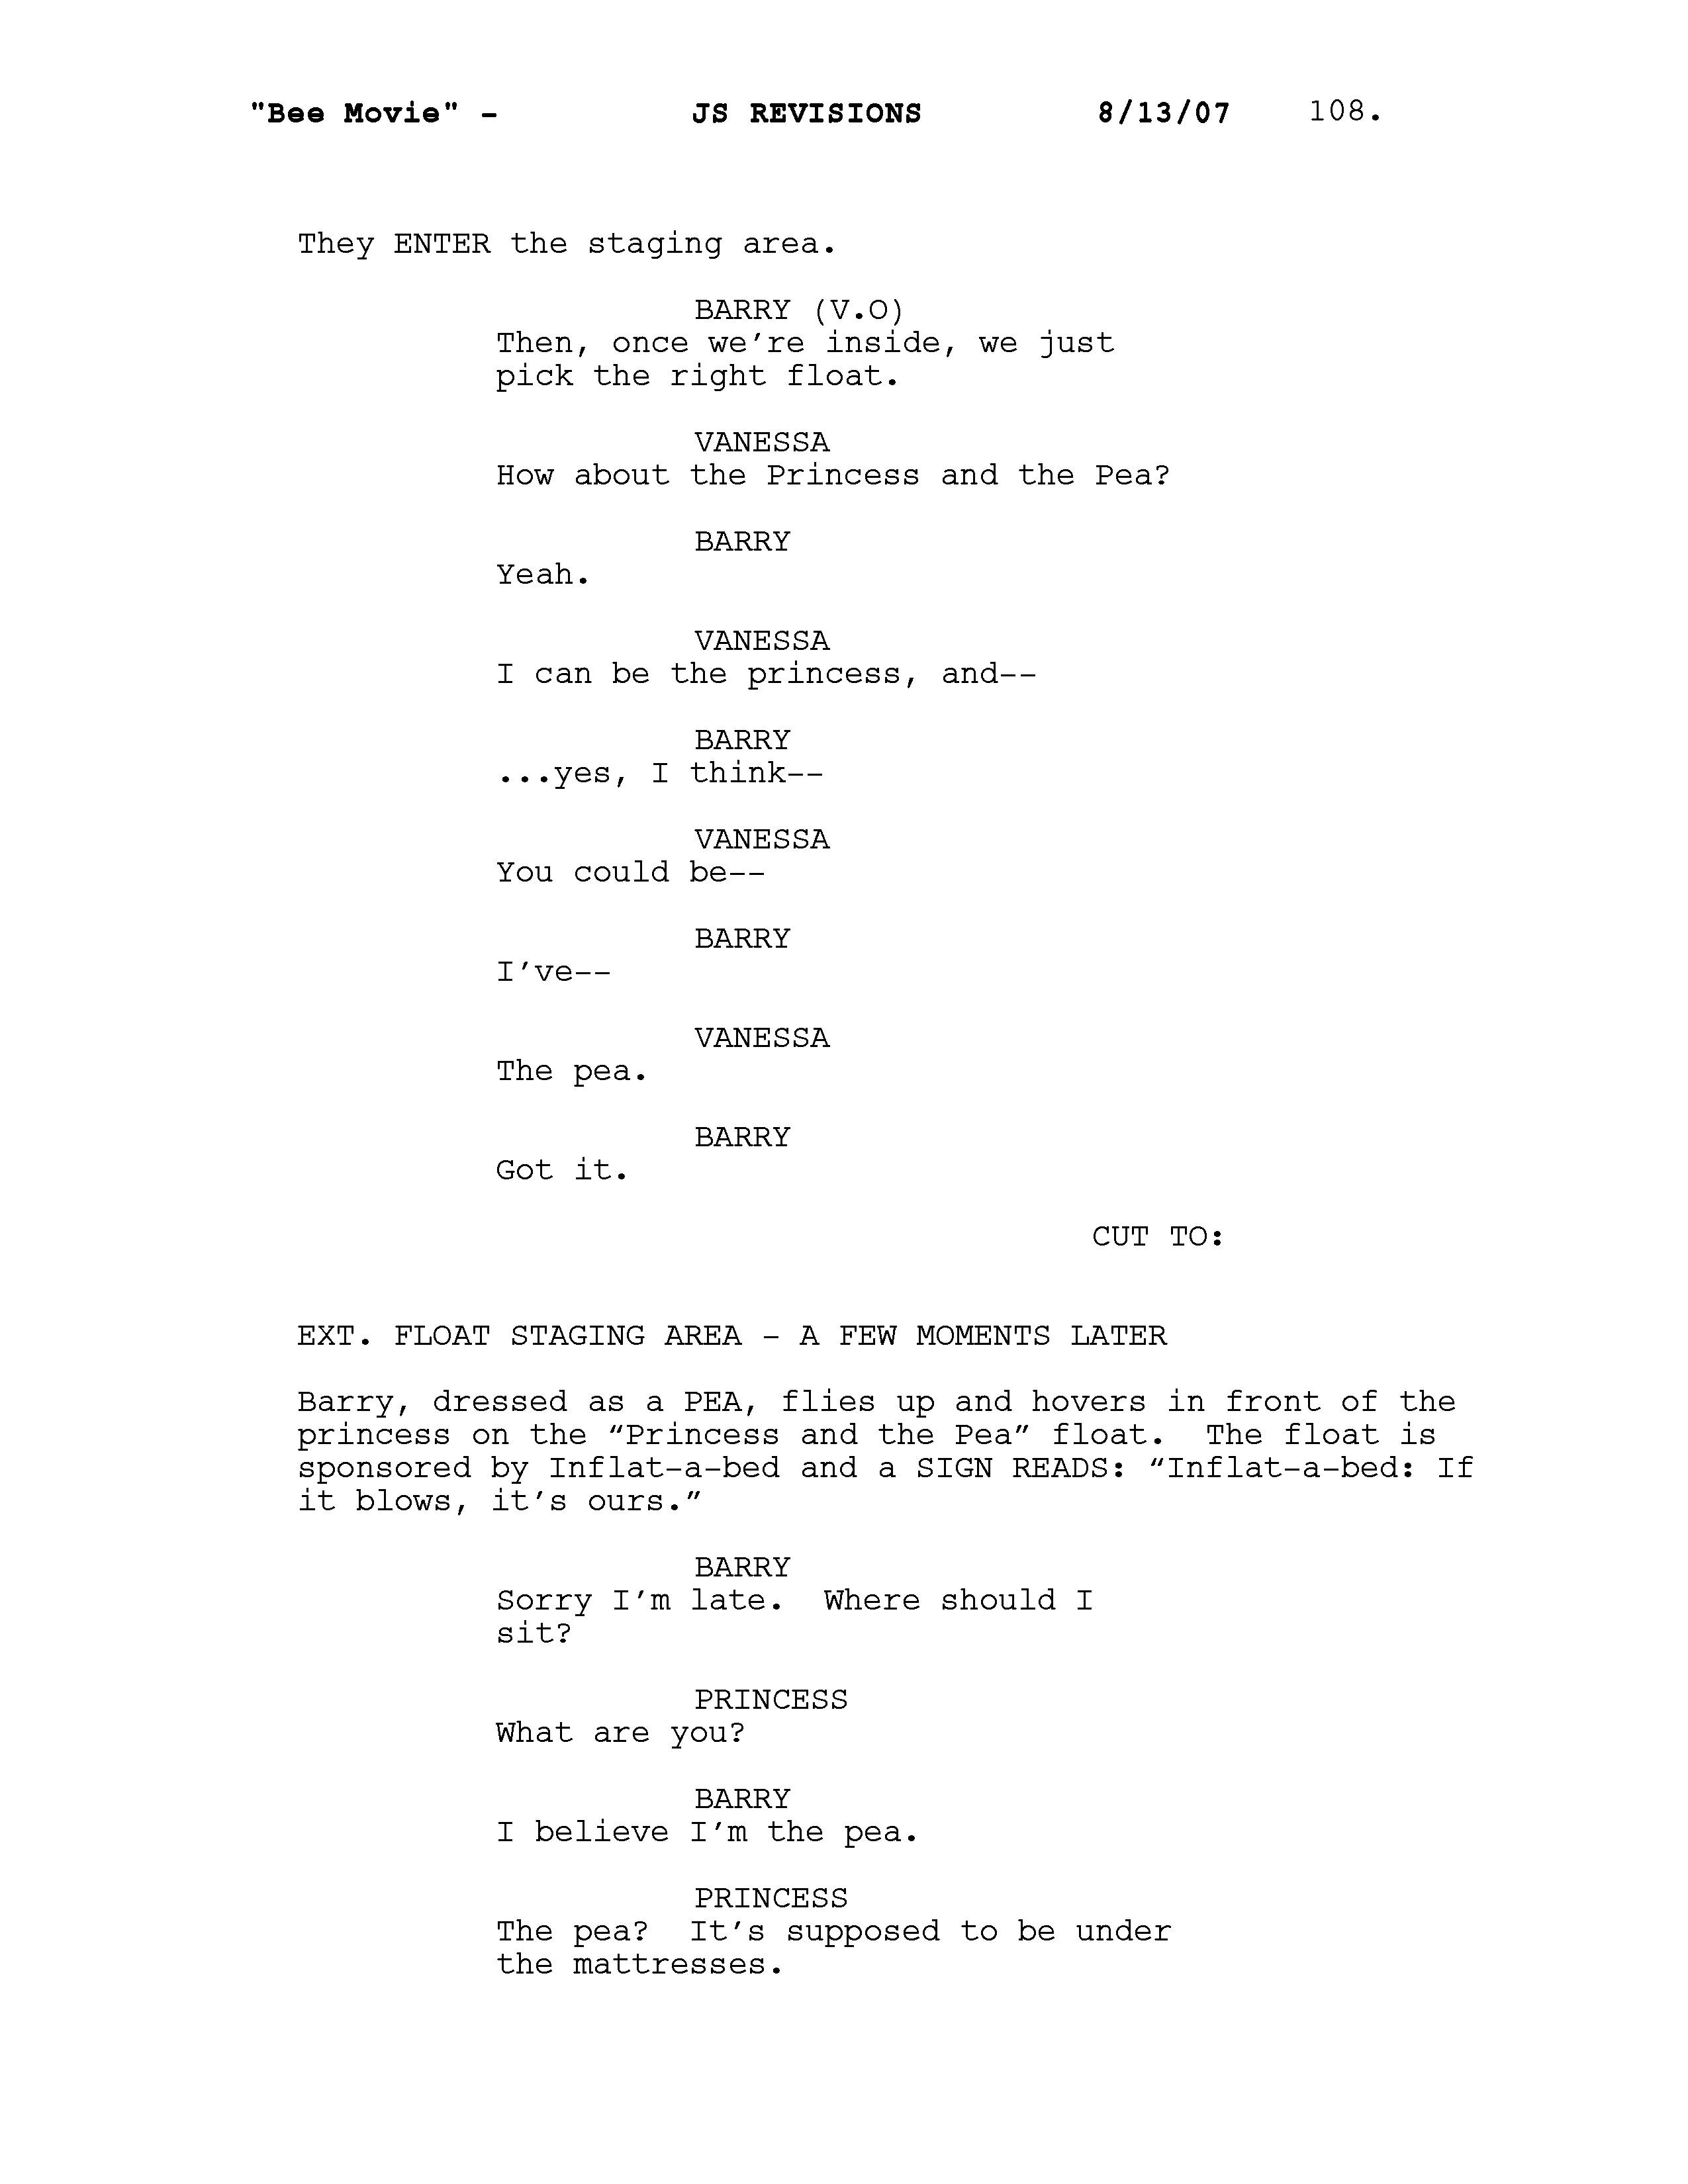 "Bee Movie" - JS REVISIONS 8/13/07 108.
They ENTER the staging area.
BARRY (V.O)
Then, once we're inside, we just
pick the right float.
VANESSA
How about the Princess and the Pea?
BARRY
Yeah.
VANESSA
I can be the princess, and--
BARRY
...yes, I think--
VANESSA
You could be--
BARRY
I've--
VANESSA
The pea.
BARRY
Got it.
CUT TO:
EXT. FLOAT STAGING AREA - A FEW MOMENTS LATER
Barry, dressed as a PEA, flies up and hovers in front of the
princess on the “Princess and the Pea” float.  The float is
sponsored by Inflat-a-bed and a SIGN READS: “Inflat-a-bed: If
it blows, it's ours.”
BARRY
Sorry I'm late.  Where should I
sit?
PRINCESS
What are you?
BARRY
I believe I'm the pea.
PRINCESS
The pea?  It's supposed to be under
the mattresses.